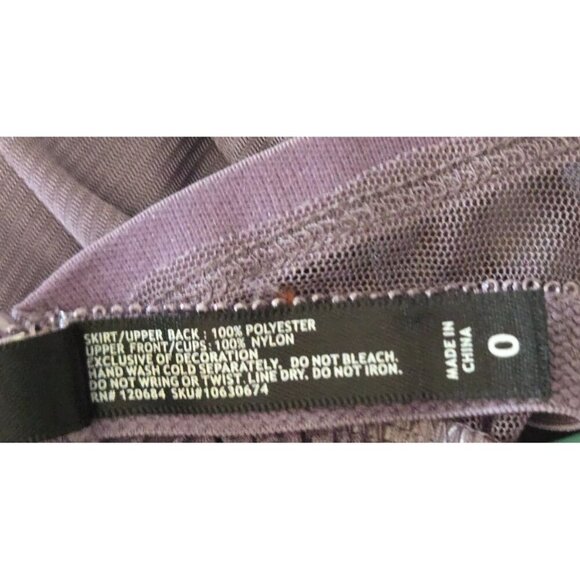 SKIRT/UPPER BACK : 100% POLYESTER
UPPER FRONT/CUPS: 100% NYLON
EXCLUSIVE OF DECORATION
HAND WASH COLD SEPARATELY. DO NOT BLEACH.
DO NOT WRING OR TWIST. LINE DRY. DO NOT IRON.
RN# 120684 SKU#10630674
MADE IN
CHINA
0